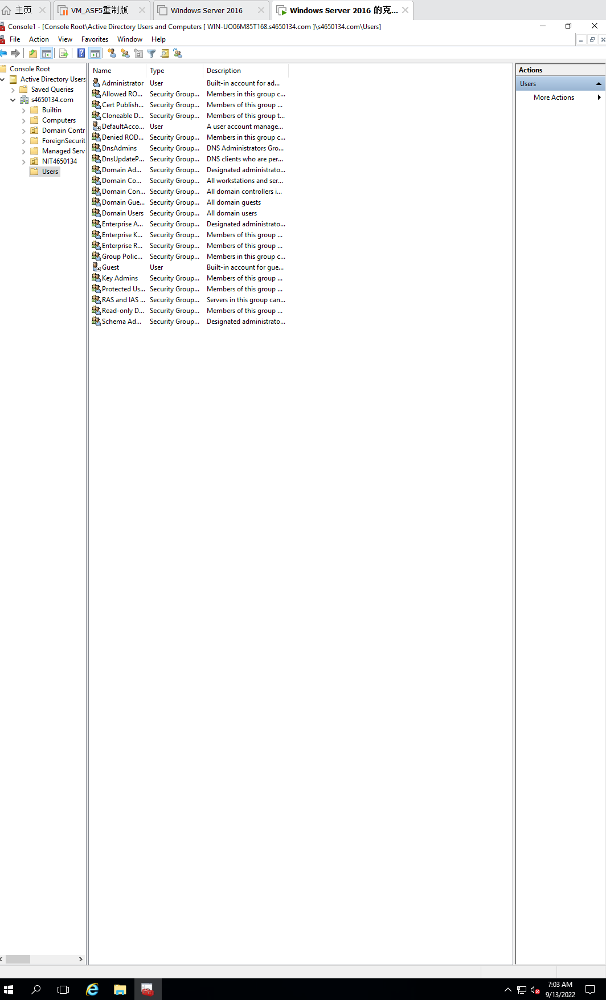 主页
VM_ASF5重制版
Windows Server 2016
Windows Server 2016 的克...
Console1 - [Console Root\Active Directory Users and Computers [ WIN-UO06M85T168.s4650134.com ]\s4650134.com\Users]
File Action View Favorites Window Help
Console Root
Active Directory Users
Saved Queries
s4650134.com
Builtin
Computers
Domain Contr
ForeignSecurit
Managed Serv
NIT4650134
Users
Name Type Description
Administrator User Built-in account for ad...
Allowed RO... Security Group... Members in this group c...
Cert Publish... Security Group... Members of this group ...
Cloneable D... Security Group... Members of this group t...
DefaultAcco... User A user account manage...
Denied ROD... Security Group... Members in this group c...
DnsAdmins Security Group... DNS Administrators Gro...
DnsUpdateP... Security Group... DNS clients who are per...
Domain Ad... Security Group... Designated administrato...
Domain Co... Security Group... All workstations and ser...
Domain Con... Security Group... All domain controllers i...
Domain Gue... Security Group... All domain guests
Domain Users Security Group... All domain users
Enterprise A... Security Group... Designated administrato...
Enterprise K... Security Group... Members of this group ...
Enterprise R... Security Group... Members of this group ...
Group Polic... Security Group... Members in this group c...
Guest User Built-in account for gue...
Key Admins Security Group... Members of this group ...
Protected Us... Security Group... Members of this group ...
RAS and IAS ... Security Group... Servers in this group can...
Read-only D... Security Group... Members of this group ...
Schema Ad... Security Group... Designated administrato...
Actions
Users
More Actions
7:03 AM
9/13/2022